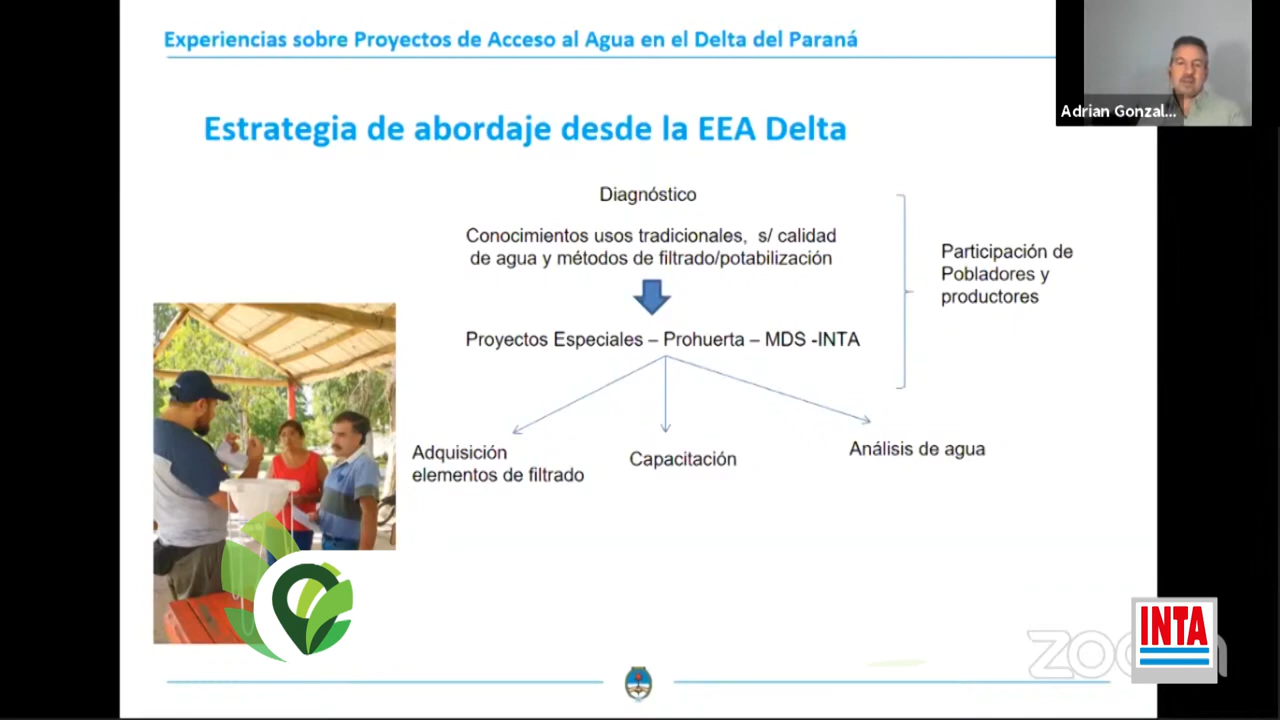 Experiencias sobre Proyectos de Acceso al Agua en el Delta del Paraná
Adrian Gonzal...
Estrategia de abordaje desde la EEA Delta
Diagnóstico
Conocimientos usos tradicionales, s/ calidad
de agua y métodos de filtrado/potabilización
Participación de
Pobladores y
productores
Proyectos Especiales – Prohuerta – MDS -INTA
Adquisición
elementos de filtrado
Capacitación
Análisis de agua
INTA
zoom